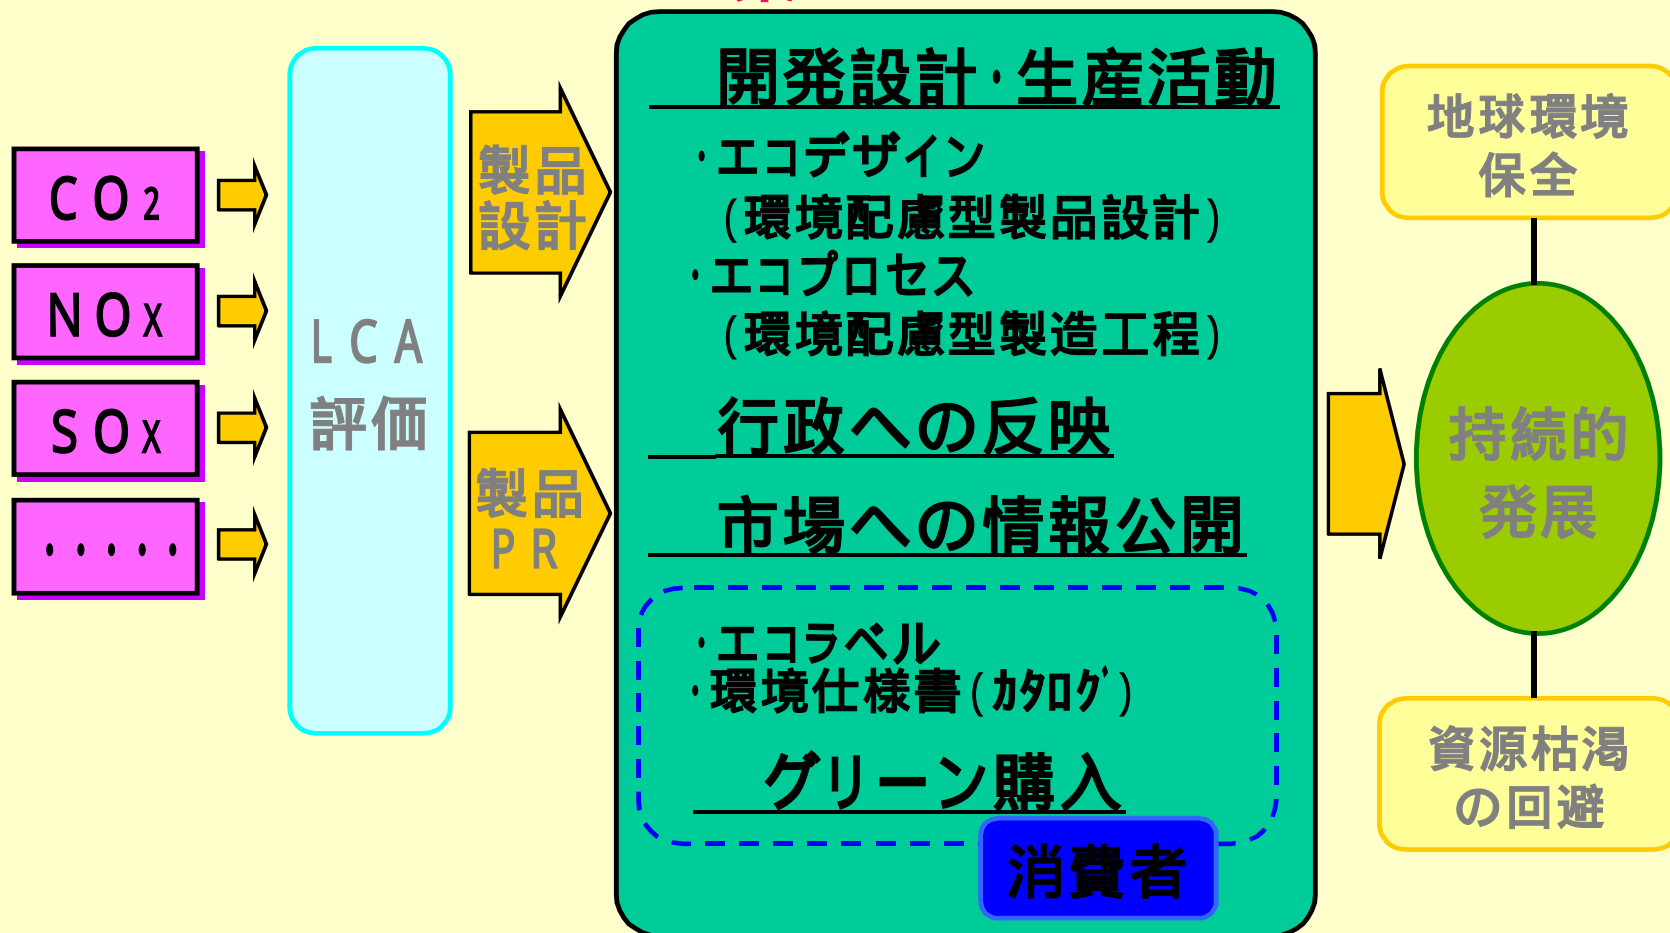 CO2
NOx
SOx
・・・・・
LCA
評価
製品
設計
製品
PR
開発設計・生産活動
・エコデザイン
(環境配慮型製品設計)
・エコプロセス
(環境配慮型製造工程)
行政への反映
市場への情報公開
・エコラベル
・環境仕様書(ｶﾀﾛｸﾞ)
グリーン購入
消費者
地球環境
保全
持続的
発展
資源枯渇
の回避